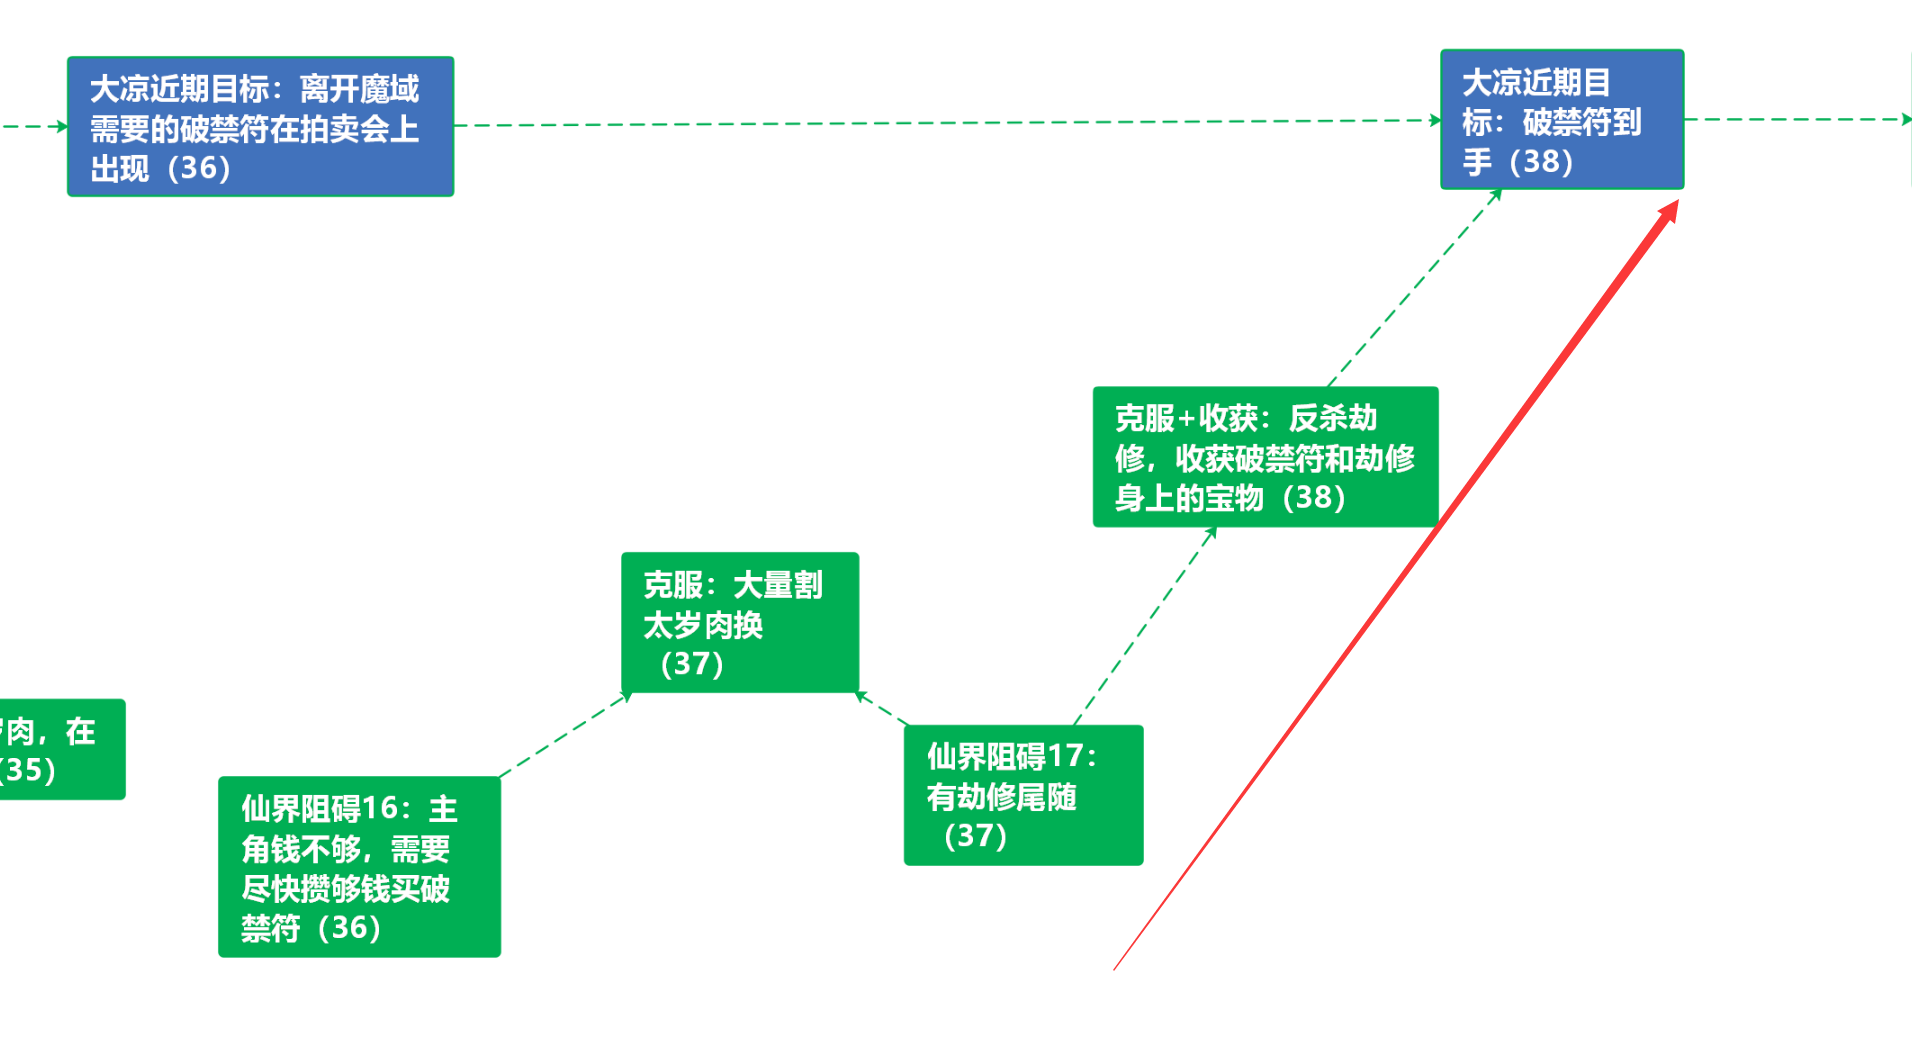 大凉近期目标：离开魔域
需要的破禁符在拍卖会上
出现（36）
大凉近期目
标：破禁符到
手（38）
克服+收获：反杀劫
修，收获破禁符和劫修
身上的宝物（38）
克服：大量割
太岁肉换
（37）
肉，在
（35）
仙界阻碍16：主
角钱不够，需要
尽快攒够钱买破
禁符（36）
仙界阻碍17：
有劫修尾随
（37）